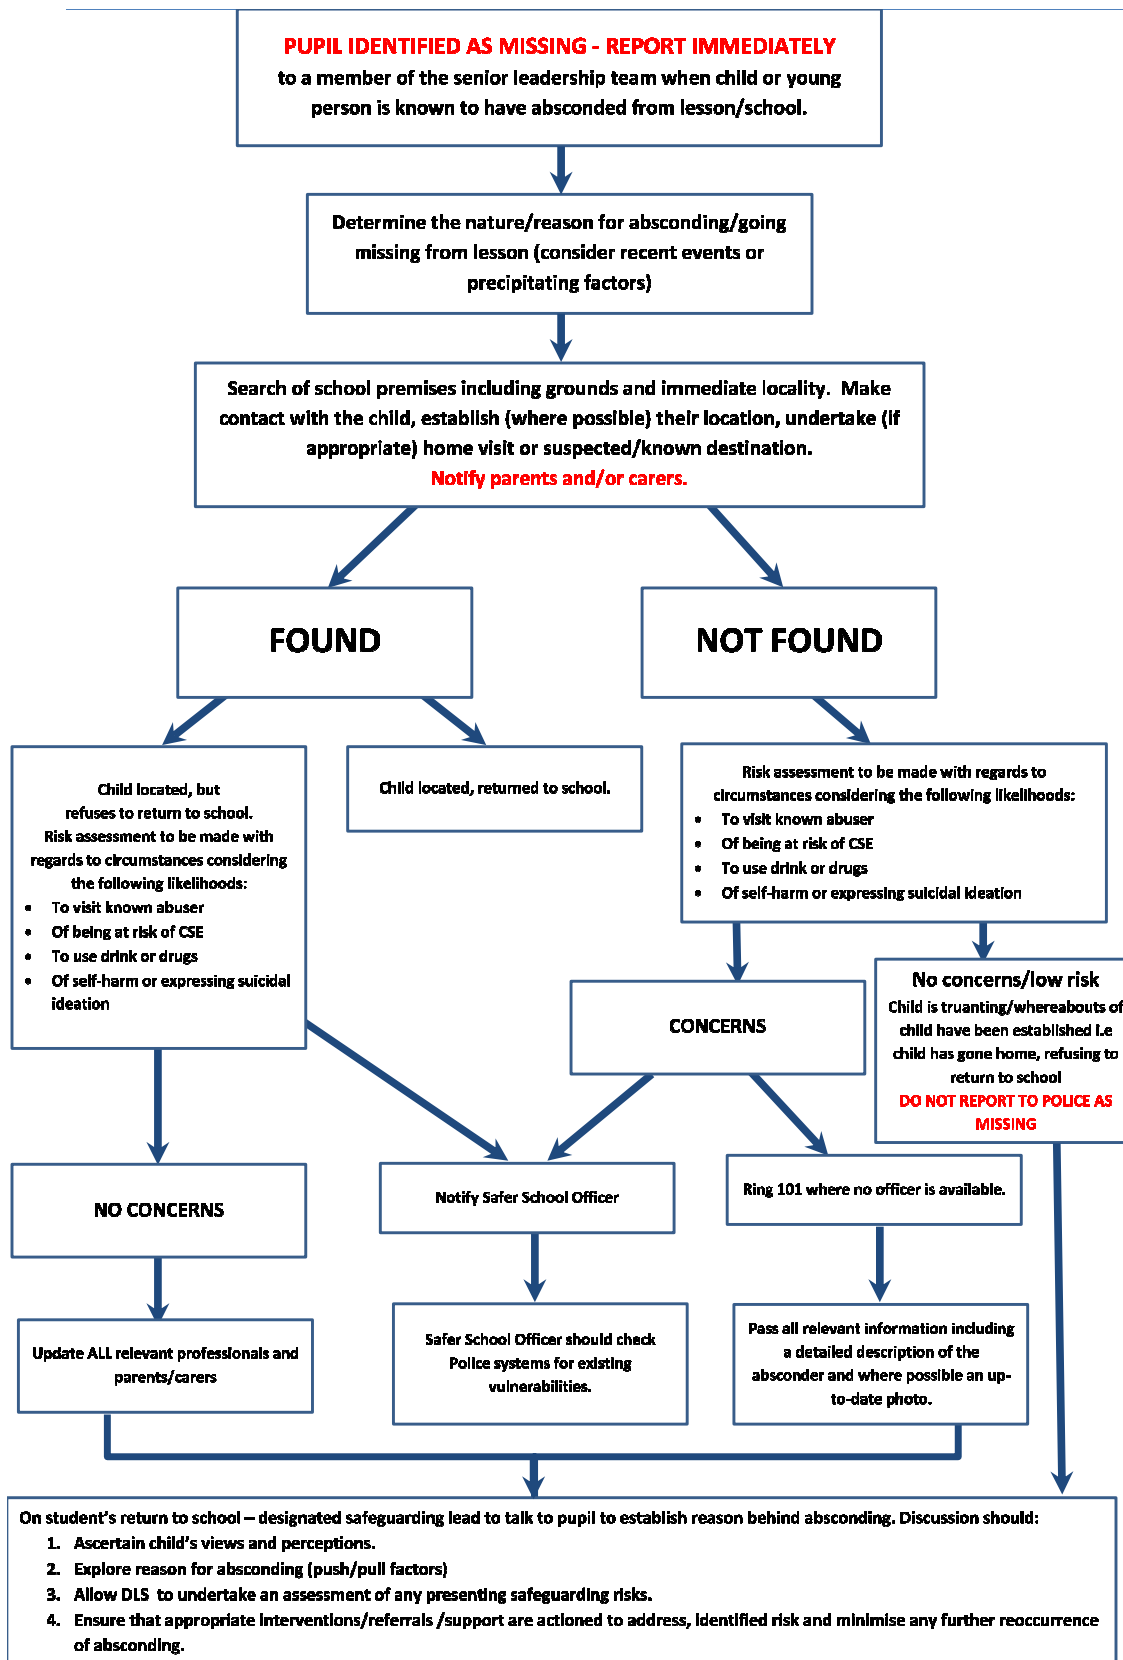 PUPIL IDENTIFIED AS MISSING - REPORT IMMEDIATELY
to a member of the senior leadership team when child or young
person is known to have absconded from lesson/school.
Determine the nature/reason for absconding/going
missing from lesson (consider recent events or
precipitating factors)
Search of school premises including grounds and immediate locality.  Make
contact with the child, establish (where possible) their location, undertake (if
appropriate) home visit or suspected/known destination.
Notify parents and/or carers.
FOUND
NOT FOUND
Child located, but
refuses to return to school.
Risk assessment to be made with
regards to circumstances considering
the following likelihoods:
• To visit known abuser
• Of being at risk of CSE
• To use drink or drugs
• Of self-harm or expressing suicidal
ideation
Child located, returned to school.
Risk assessment to be made with regards to
circumstances considering the following likelihoods:
• To visit known abuser
• Of being at risk of CSE
• To use drink or drugs
• Of self-harm or expressing suicidal ideation
CONCERNS
No concerns/low risk
Child is truanting/whereabouts of
child have been established i.e
child has gone home, refusing to
return to school
DO NOT REPORT TO POLICE AS
MISSING
NO CONCERNS
Notify Safer School Officer
Ring 101 where no officer is available.
Update ALL relevant professionals and
parents/carers
Safer School Officer should check
Police systems for existing
vulnerabilities.
Pass all relevant information including
a detailed description of the
absconder and where possible an up-
to-date photo.
On student's return to school – designated safeguarding lead to talk to pupil to establish reason behind absconding. Discussion should:
1. Ascertain child's views and perceptions.
2. Explore reason for absconding (push/pull factors)
3. Allow DLS  to undertake an assessment of any presenting safeguarding risks.
4. Ensure that appropriate interventions/referrals /support are actioned to address, identified risk and minimise any further reoccurrence
of absconding.